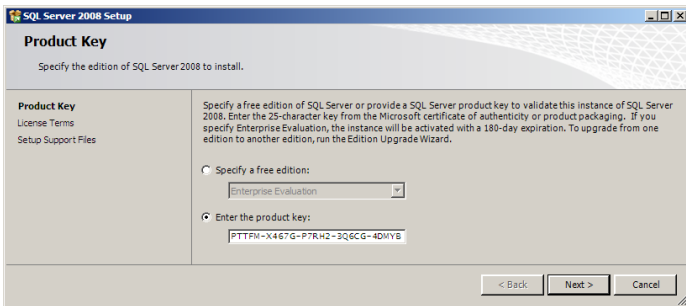 SQL Server 2008 Setup
Product Key
Specify the edition of SQL Server 2008 to install.
Product Key
License Terms
Setup Support Files
Specify a free edition of SQL Server or provide a SQL Server product key to validate this instance of SQL Server
2008. Enter the 25-character key from the Microsoft certificate of authenticity or product packaging. If you
specify Enterprise Evaluation, the instance will be activated with a 180-day expiration. To upgrade from one
edition to another edition, run the Edition Upgrade Wizard.
Specify a free edition:
Enterprise Evaluation
Enter the product key:
PTTFM-X467G-P7RH2-3Q6CG-4DMYB
< Back
Next >
Cancel